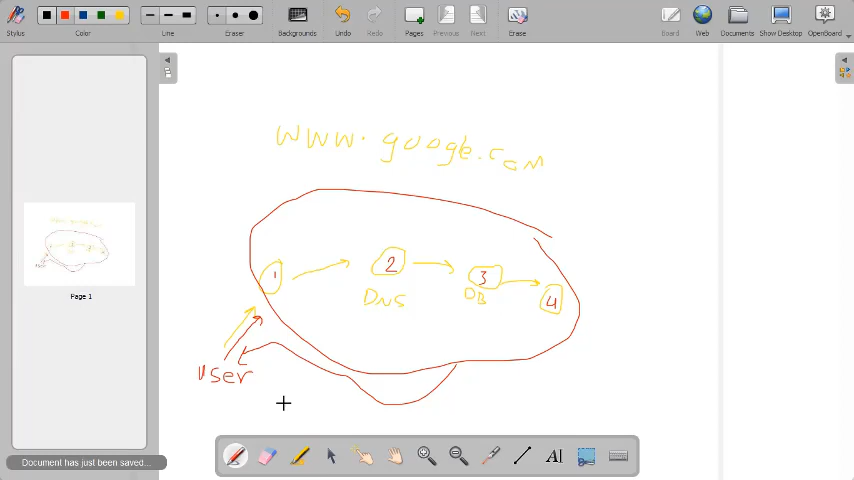 Stylus Color Line Eraser Backgrounds Undo Redo Pages Previous Next Erase Board Web Documents Show Desktop OpenBoard
www.google.com
1 2 3 4
DNS DB
user
Page 1
Document has just been saved...
AI